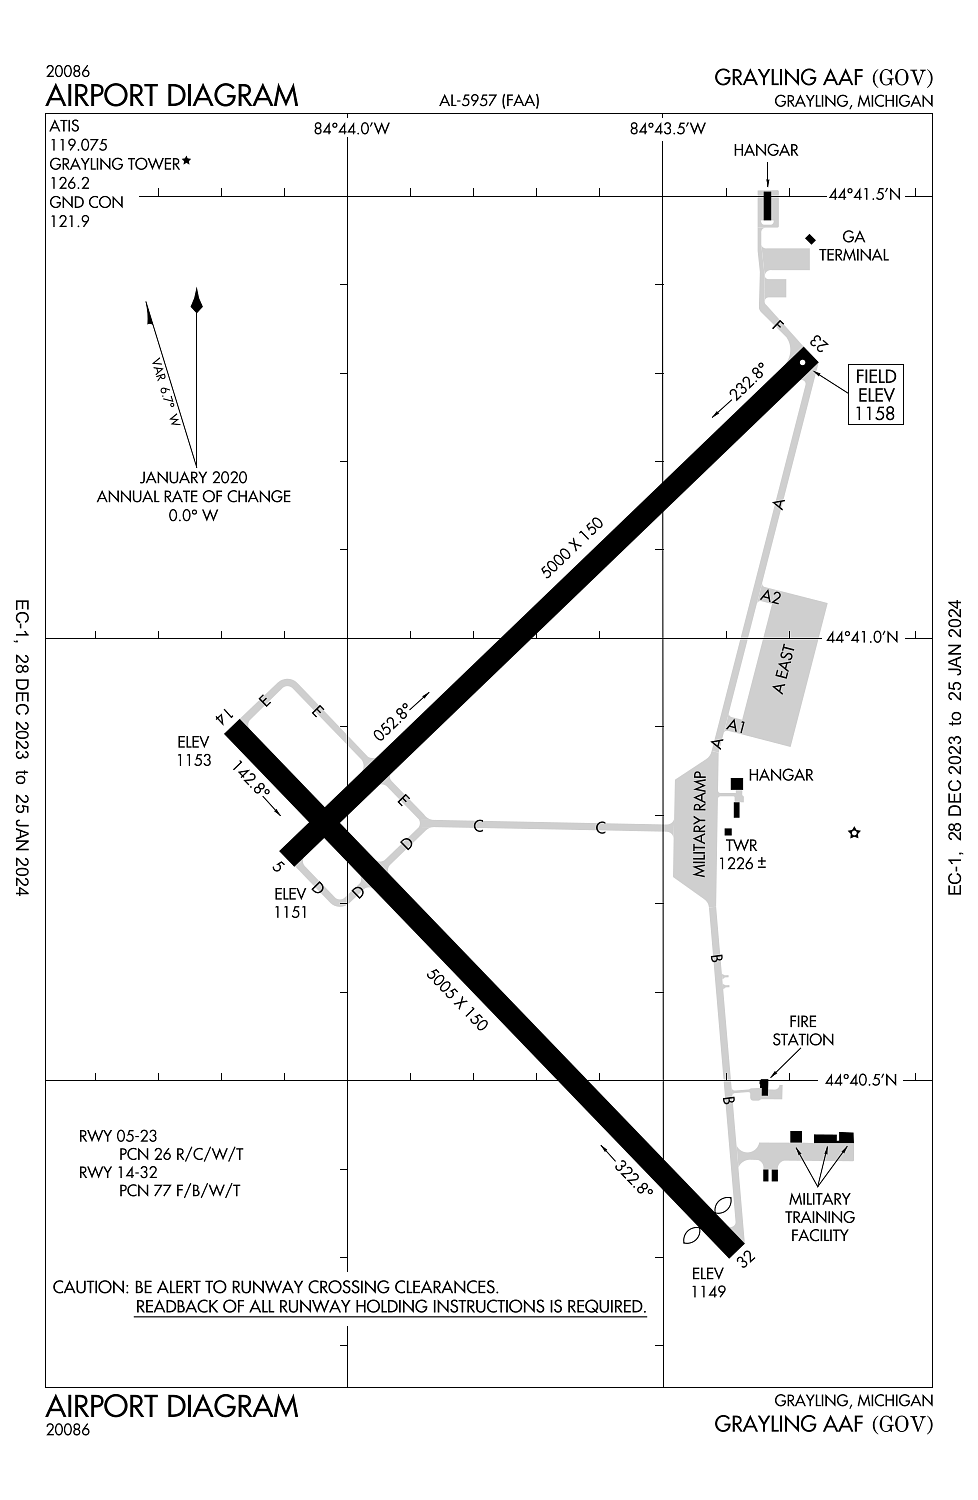 20086
AIRPORT DIAGRAM
AL-5957 (FAA)
GRAYLING AAF (GOV)
GRAYLING, MICHIGAN
ATIS
119.075
GRAYLING TOWER★
126.2
GND CON
121.9
84°44.0'W
84°43.5'W
HANGAR
44°41.5'N
GA
TERMINAL
F
23
FIELD
ELEV
1158
232.8°
VAR 6.7° W
JANUARY 2020
ANNUAL RATE OF CHANGE
0.0° W
A
5000 X 150
A2
44°41.0'N
A EAST
EC-1, 28 DEC 2023 to 25 JAN 2024
EC-1, 28 DEC 2023 to 25 JAN 2024
E
E
14
052.8°
A1
A
ELEV
1153
142.8°
HANGAR
MILITARY RAMP
E
C
C
D
TWR
1226 ±
5
D
D
ELEV
1151
B
5005 X 150
FIRE
STATION
44°40.5'N
B
RWY 05-23
PCN 26 R/C/W/T
RWY 14-32
PCN 77 F/B/W/T
322.8°
MILITARY
TRAINING
FACILITY
32
ELEV
1149
CAUTION: BE ALERT TO RUNWAY CROSSING CLEARANCES.
READBACK OF ALL RUNWAY HOLDING INSTRUCTIONS IS REQUIRED.
AIRPORT DIAGRAM
20086
GRAYLING, MICHIGAN
GRAYLING AAF (GOV)